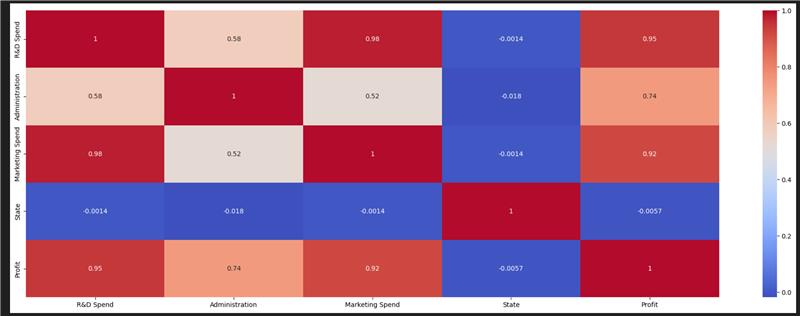 R&D Spend 1 0.58 0.98 -0.0014 0.95
Administration 0.58 1 0.52 -0.018 0.74
Marketing Spend 0.98 0.52 1 -0.0014 0.92
State -0.0014 -0.018 -0.0014 1 -0.0057
Profit 0.95 0.74 0.92 -0.0057 1
R&D Spend Administration Marketing Spend State Profit
1.0
0.8
0.6
0.4
0.2
0.0